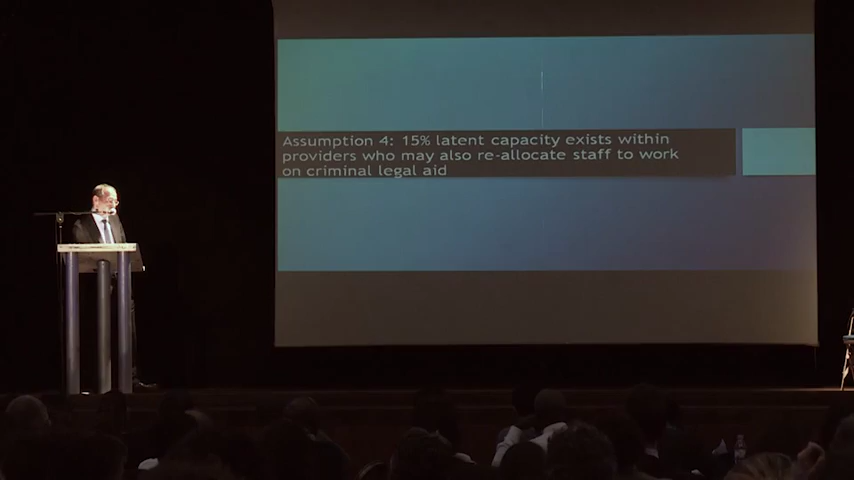 Assumption 4: 15% latent capacity exists within
providers who may also re-allocate staff to work
on criminal legal aid